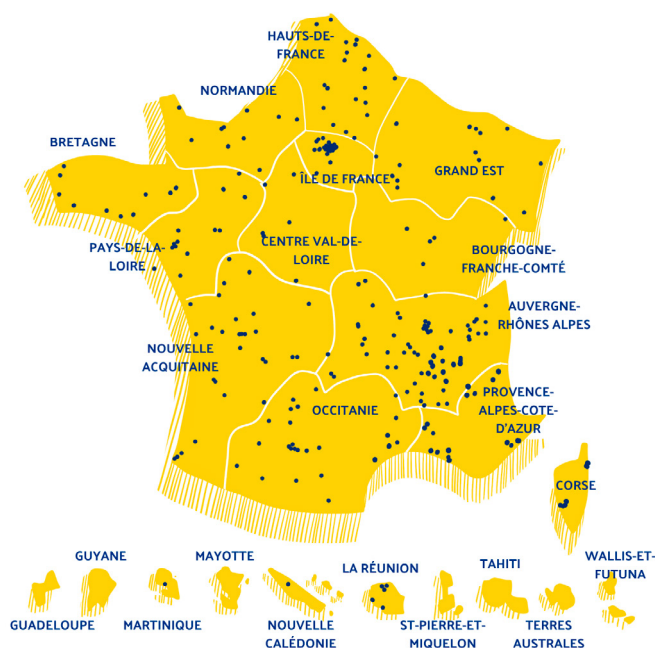 HAUTS-DE-
FRANCE
NORMANDIE
BRETAGNE
ÎLE DE FRANCE
GRAND EST
PAYS-DE-LA-
LOIRE
CENTRE VAL-DE-
LOIRE
BOURGOGNE-
FRANCHE-COMTÉ
AUVERGNE-
RHÔNES ALPES
NOUVELLE
ACQUITAINE
OCCITANIE
PROVENCE-
ALPES-COTE-
D'AZUR
CORSE
GUADELOUPE
GUYANE
MARTINIQUE
MAYOTTE
NOUVELLE
CALÉDONIE
LA RÉUNION
ST-PIERRE-ET-
MIQUELON
TAHITI
TERRES
AUSTRALES
WALLIS-ET-
FUTUNA